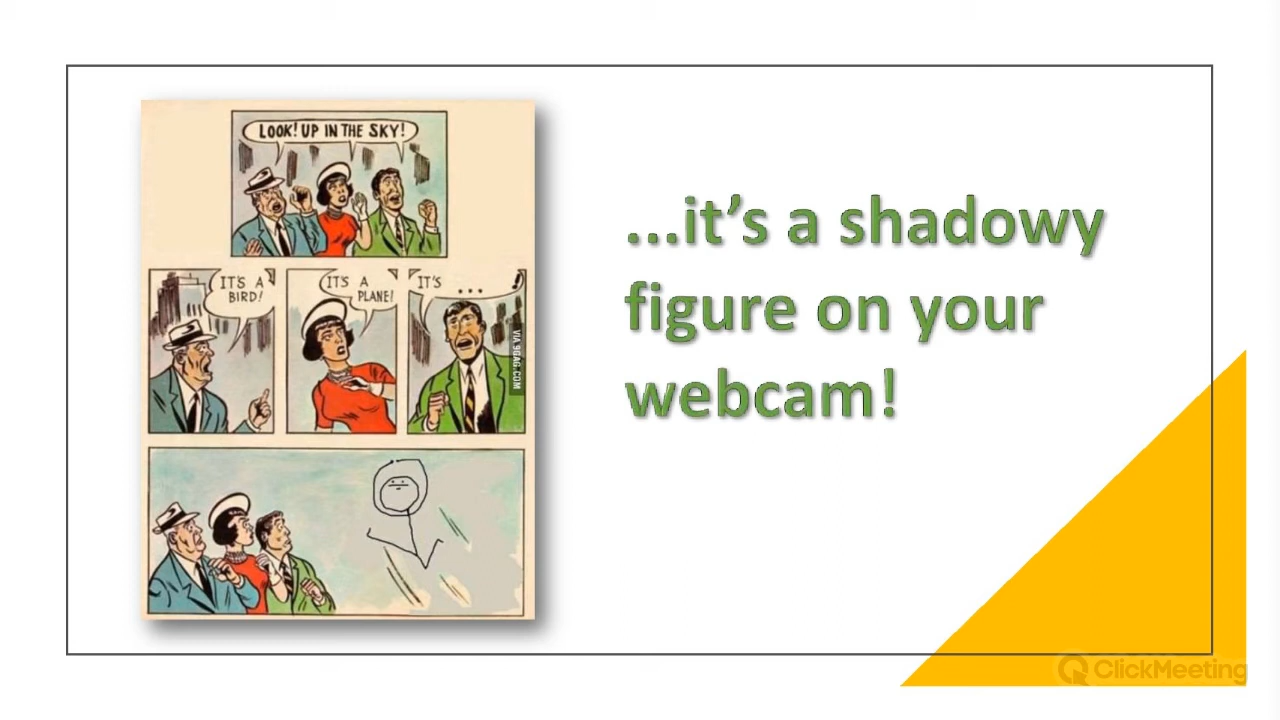 LOOK! UP IN THE SKY!
IT'S A
BIRD!
IT'S A
PLANE!
IT'S ... !
VIA 9GAG.COM
...it’s a shadowy
figure on your
webcam!
ClickMeeting